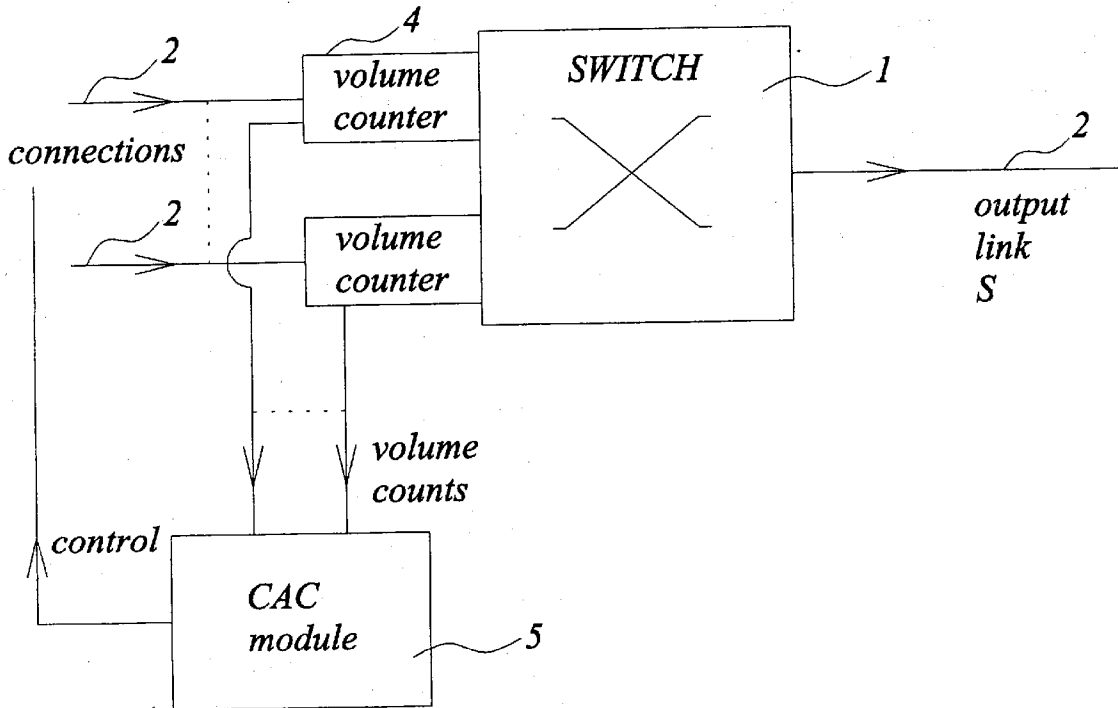 2
4
volume
counter
SWITCH
1
connections
2
2
volume
counter
output
link
S
volume
counts
control
CAC
module
5